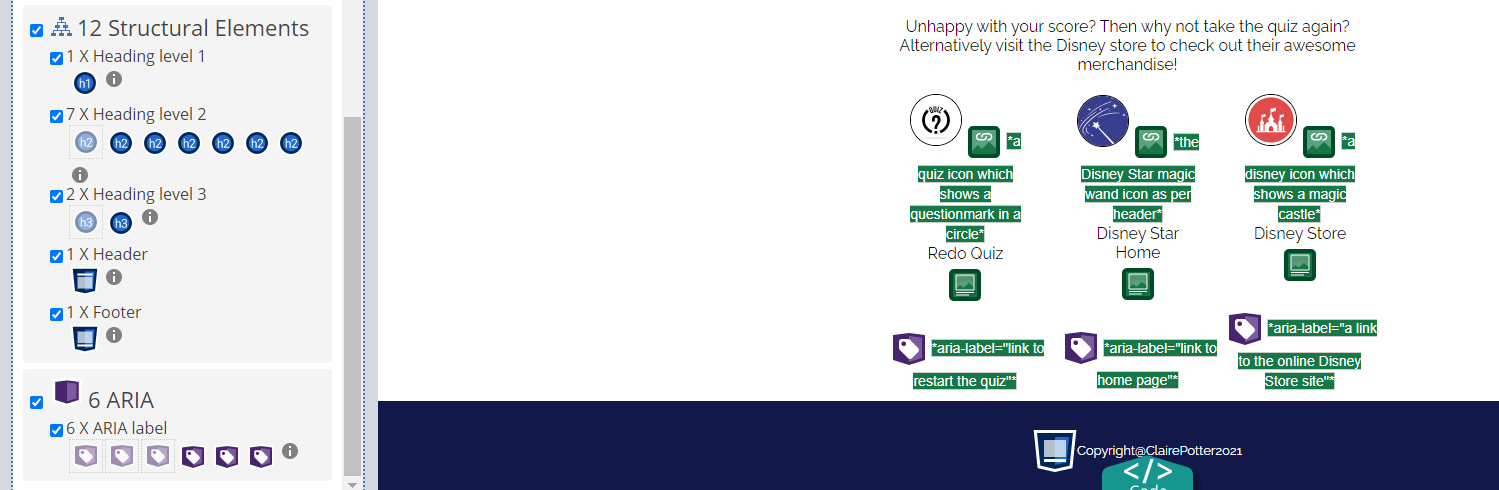 12 Structural Elements
1 X Heading level 1
h1 i
7 X Heading level 2
h2 h2 h2 h2 h2 h2 h2
i
2 X Heading level 3
h3 h3 i
1 X Header
i
1 X Footer
i
6 ARIA
6 X ARIA label
i
Unhappy with your score? Then why not take the quiz again?
Alternatively visit the Disney store to check out their awesome
merchandise!
QUIZ
?
*a
quiz icon which
shows a
questionmark in a
circle*
Redo Quiz
*aria-label="link to
restart the quiz"*
*the
Disney Star magic
wand icon as per
header*
Disney Star
Home
*aria-label="link to
home page"*
*a
disney icon which
shows a magic
castle*
Disney Store
*aria-label="a link
to the online Disney
Store site"*
Copyright@ClairePotter2021
</>
Code